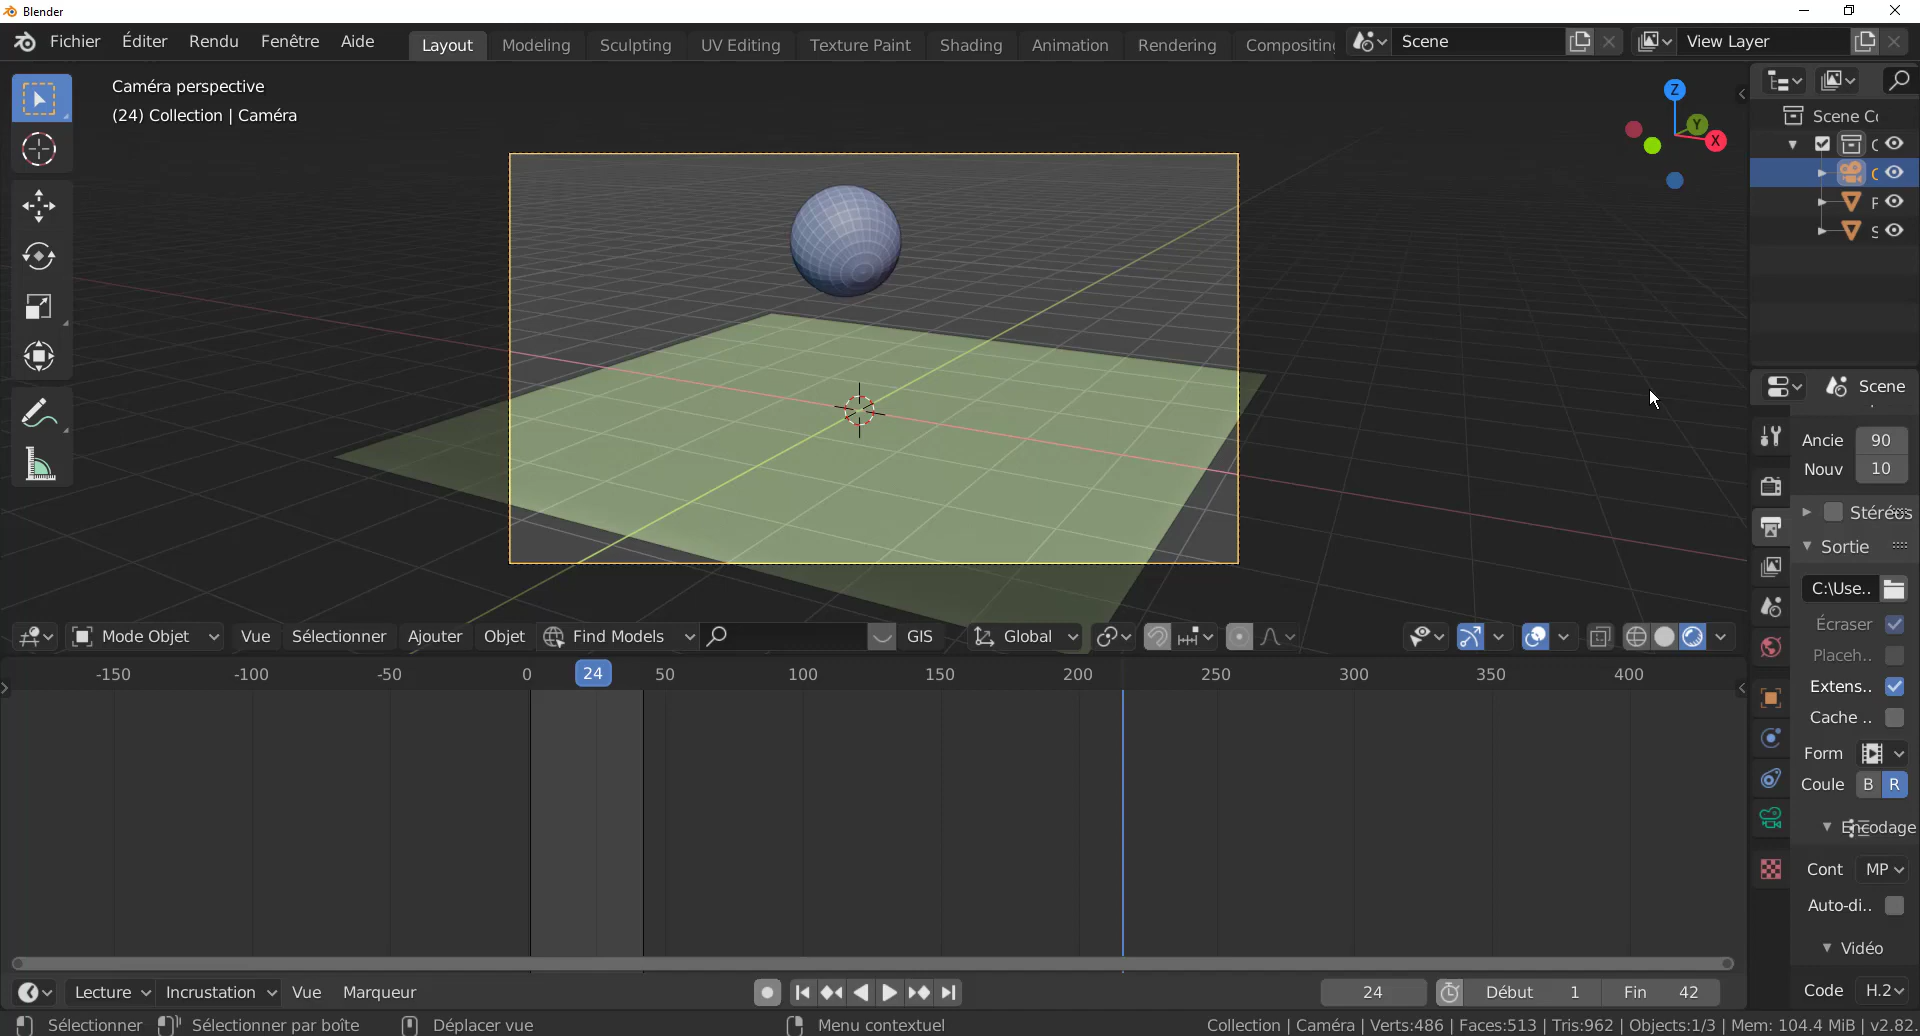 Blender
Fichier Éditer Rendu Fenêtre Aide Layout Modeling Sculpting UV Editing Texture Paint Shading Animation Rendering Compositing Scene View Layer
Caméra perspective
(24) Collection | Caméra
Z
Y
X
Scene Co
C
C
P
S
Scene
Ancie 90
Nouv 10
Stéréos
Sortie
C:\Use..
Écraser
Placeh..
Extens..
Cache ..
Form
Coule B R
Encodage
Cont MP
Auto-di..
Vidéo
Code H.2
Mode Objet Vue Sélectionner Ajouter Objet Find Models GIS Global
-150 -100 -50 0 24 50 100 150 200 250 300 350 400
Lecture Incrustation Vue Marqueur 24 Début 1 Fin 42
Sélectionner Sélectionner par boîte Déplacer vue Menu contextuel Collection | Caméra | Verts:486 | Faces:513 | Tris:962 | Objects:1/3 | Mem: 104.4 MiB | v2.82.